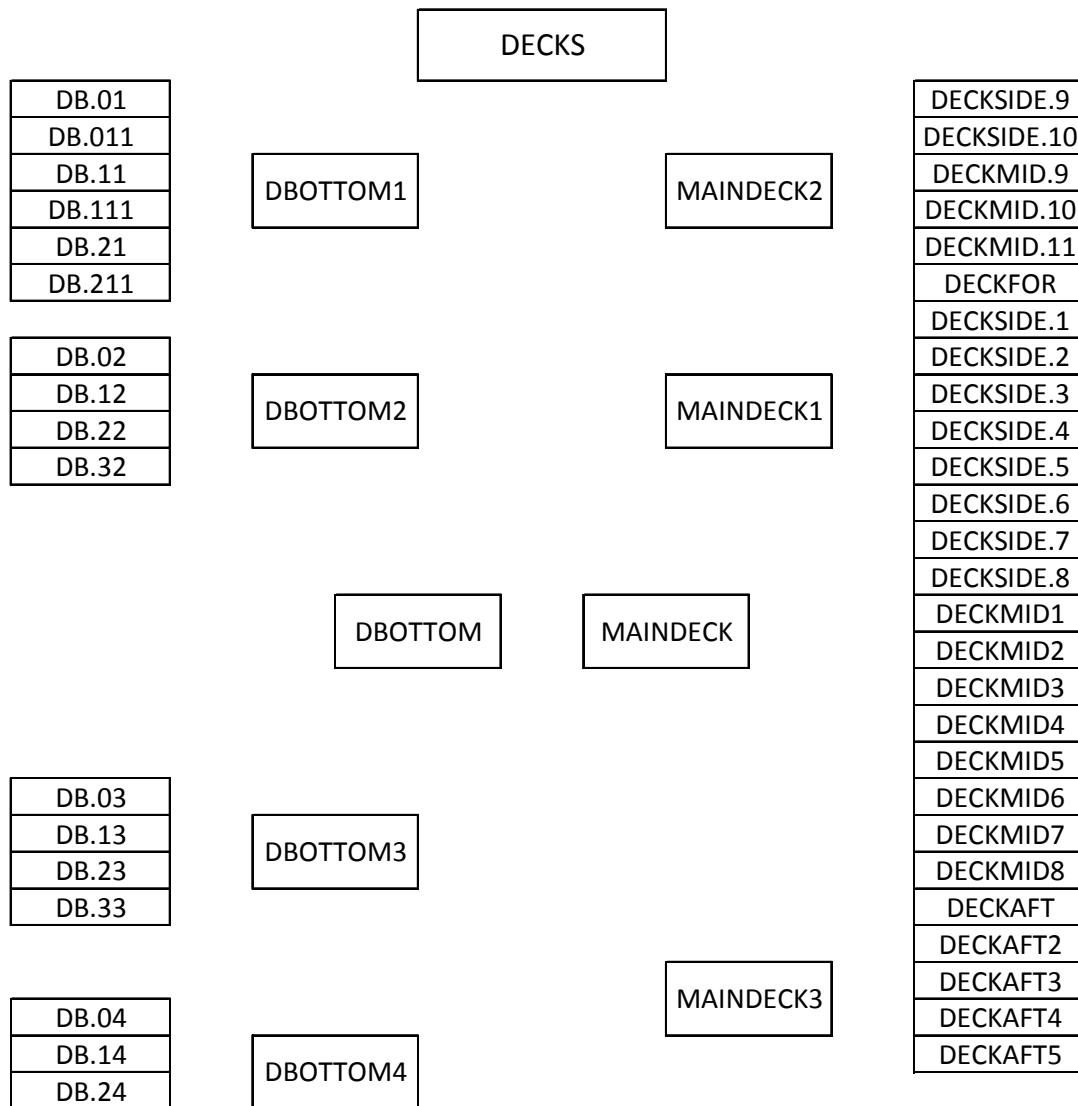 DECKS
DB.01
DB.011
DB.11
DB.111
DB.21
DB.211
DBOTTOM1
MAINDECK2
DECKSIDE.9
DECKSIDE.10
DECKMID.9
DECKMID.10
DECKMID.11
DECKFOR
DECKSIDE.1
DECKSIDE.2
DECKSIDE.3
DECKSIDE.4
DECKSIDE.5
DECKSIDE.6
DECKSIDE.7
DECKSIDE.8
DECKMID1
DECKMID2
DECKMID3
DECKMID4
DECKMID5
DECKMID6
DECKMID7
DECKMID8
DECKAFT
DECKAFT2
DECKAFT3
DECKAFT4
DECKAFT5
DB.02
DB.12
DB.22
DB.32
DBOTTOM2
MAINDECK1
DBOTTOM
MAINDECK
DB.03
DB.13
DB.23
DB.33
DBOTTOM3
MAINDECK3
DB.04
DB.14
DB.24
DBOTTOM4